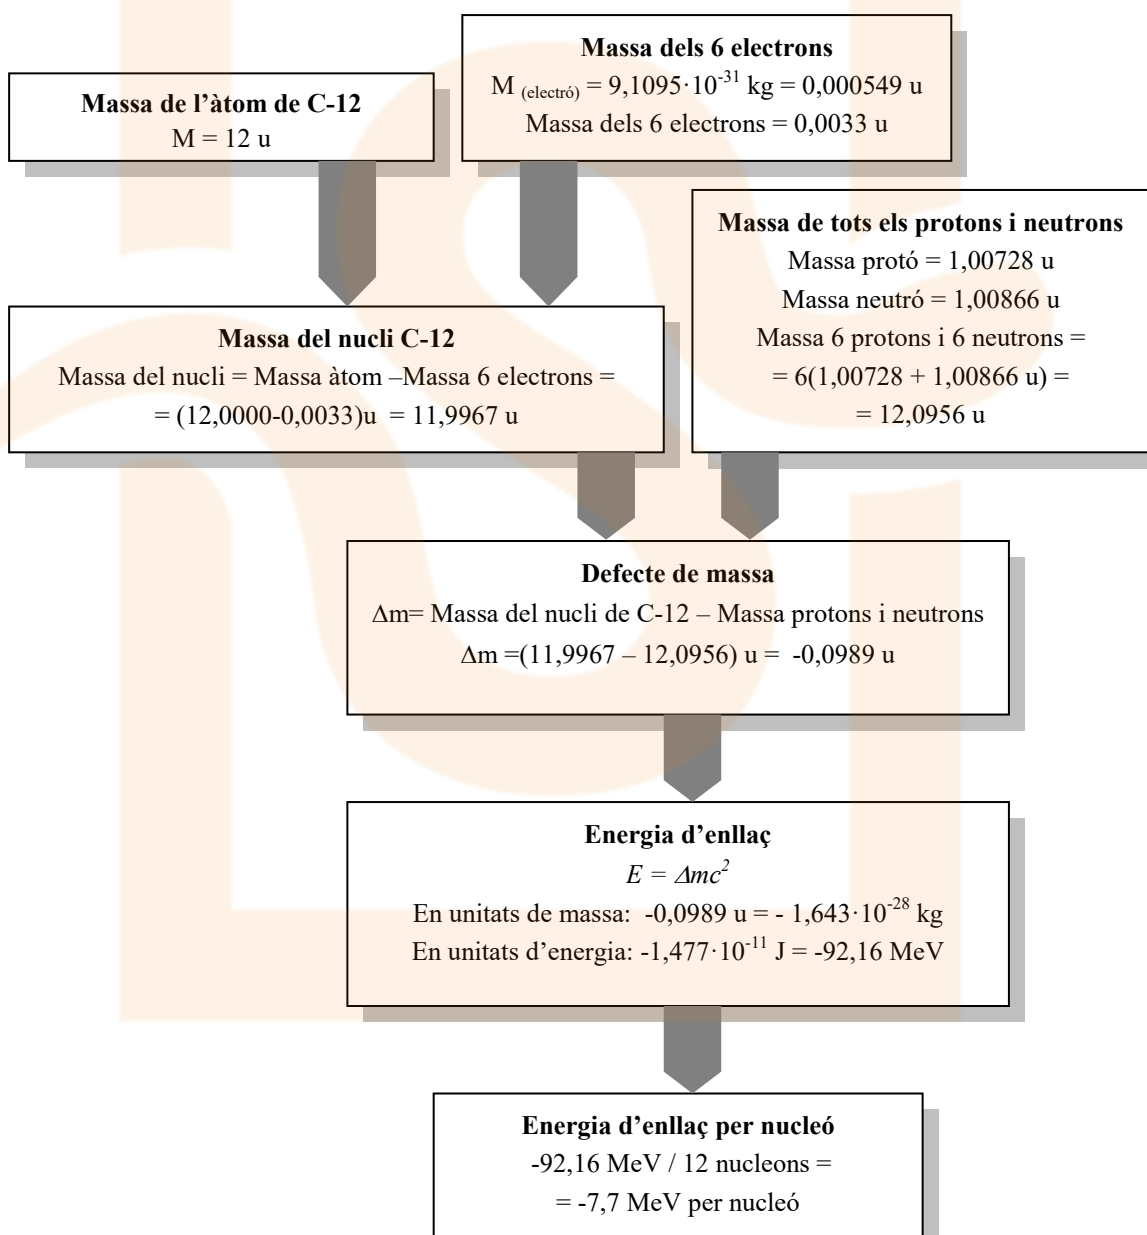 Massa dels 6 electrons
M (electró) = 9,1095·10⁻³¹ kg = 0,000549 u
Massa dels 6 electrons = 0,0033 u
Massa de l'àtom de C-12
M = 12 u
Massa de tots els protons i neutrons
Massa protó = 1,00728 u
Massa neutró = 1,00866 u
Massa 6 protons i 6 neutrons =
= 6(1,00728 + 1,00866 u) =
= 12,0956 u
Massa del nucli C-12
Massa del nucli = Massa àtom –Massa 6 electrons =
= (12,0000-0,0033)u = 11,9967 u
Defecte de massa
Δm= Massa del nucli de C-12 – Massa protons i neutrons
Δm =(11,9967 – 12,0956) u = -0,0989 u
Energia d'enllaç
E = Δmc²
En unitats de massa: -0,0989 u = - 1,643·10⁻²⁸ kg
En unitats d'energia: -1,477·10⁻¹¹ J = -92,16 MeV
Energia d'enllaç per nucleó
-92,16 MeV / 12 nucleons =
= -7,7 MeV per nucleó